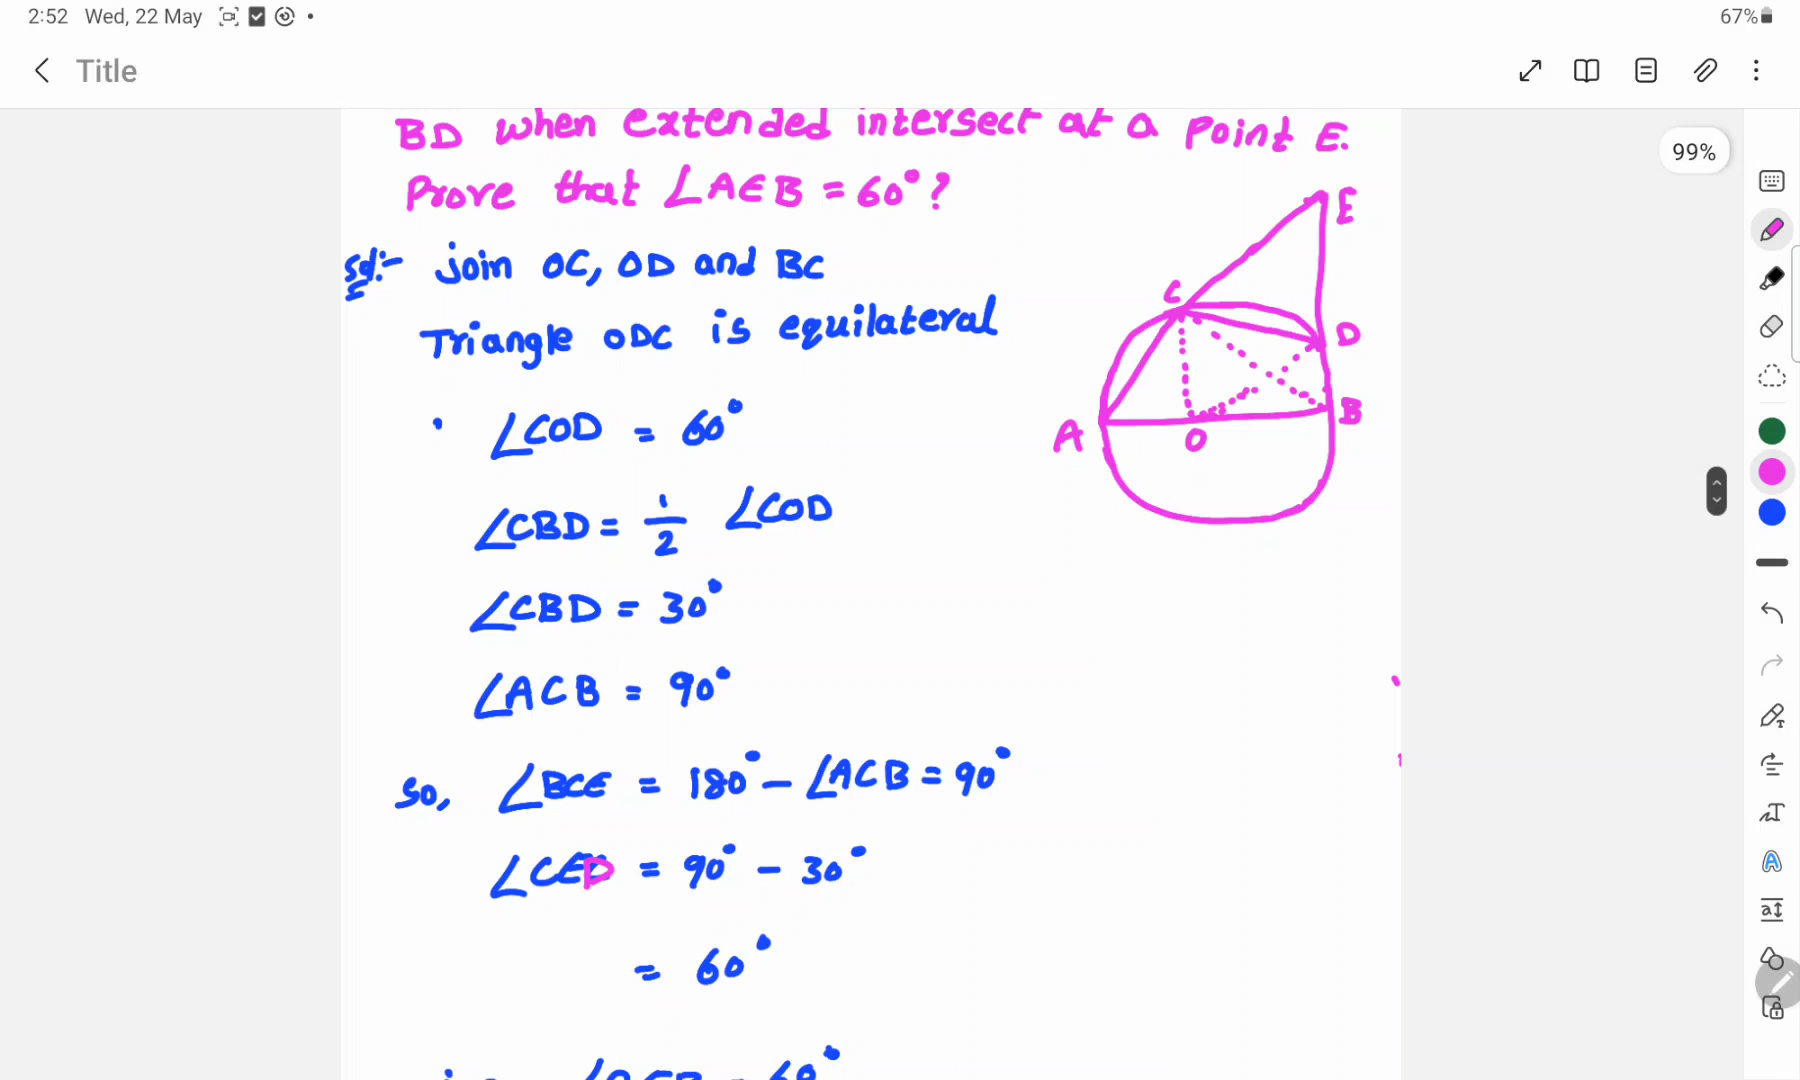 2:52 Wed, 22 May
67%
Title
99%
BD when extended intersect at a point E.
Prove that ∠AEB = 60°?
Sol:- Join OC, OD and BC
Triangle ODC is equilateral
∠COD = 60°
∠CBD = 1/2 ∠COD
∠CBD = 30°
∠ACB = 90°
So, ∠BCE = 180° - ∠ACB = 90°
∠CED = 90° - 30°
= 60°
E
C
D
B
A
O